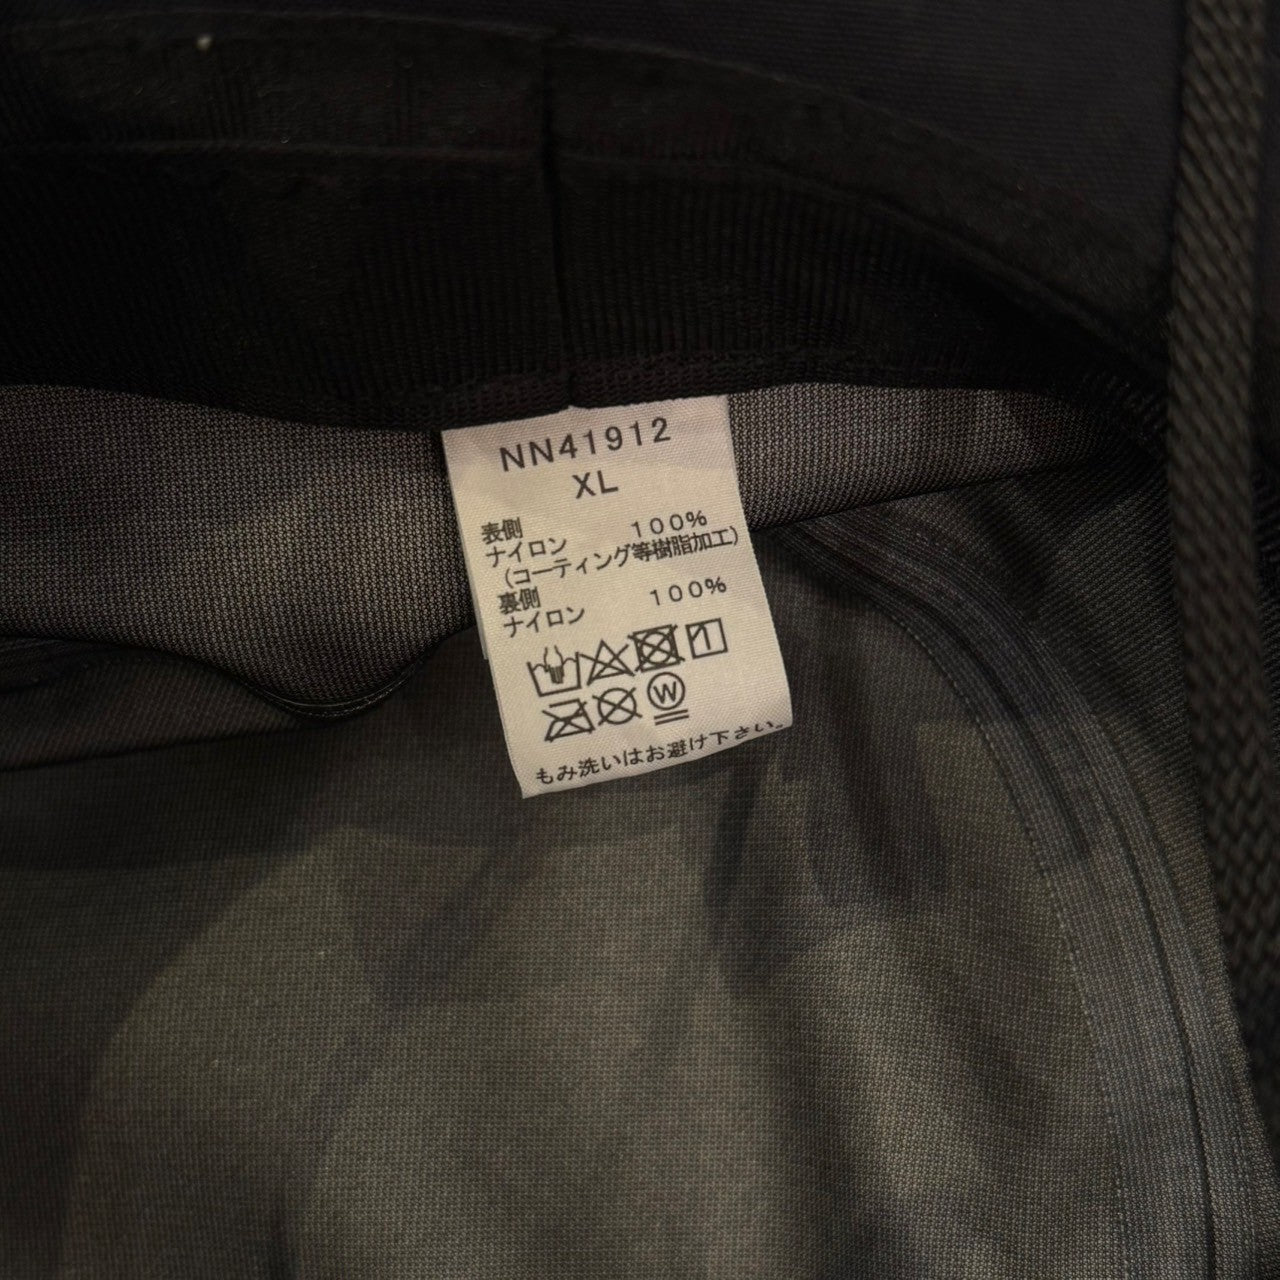 NN41912
XL
表側 100%
ナイロン
(コーティング等樹脂加工)
裏側 100%
ナイロン
W
もみ洗いはお避け下さい。